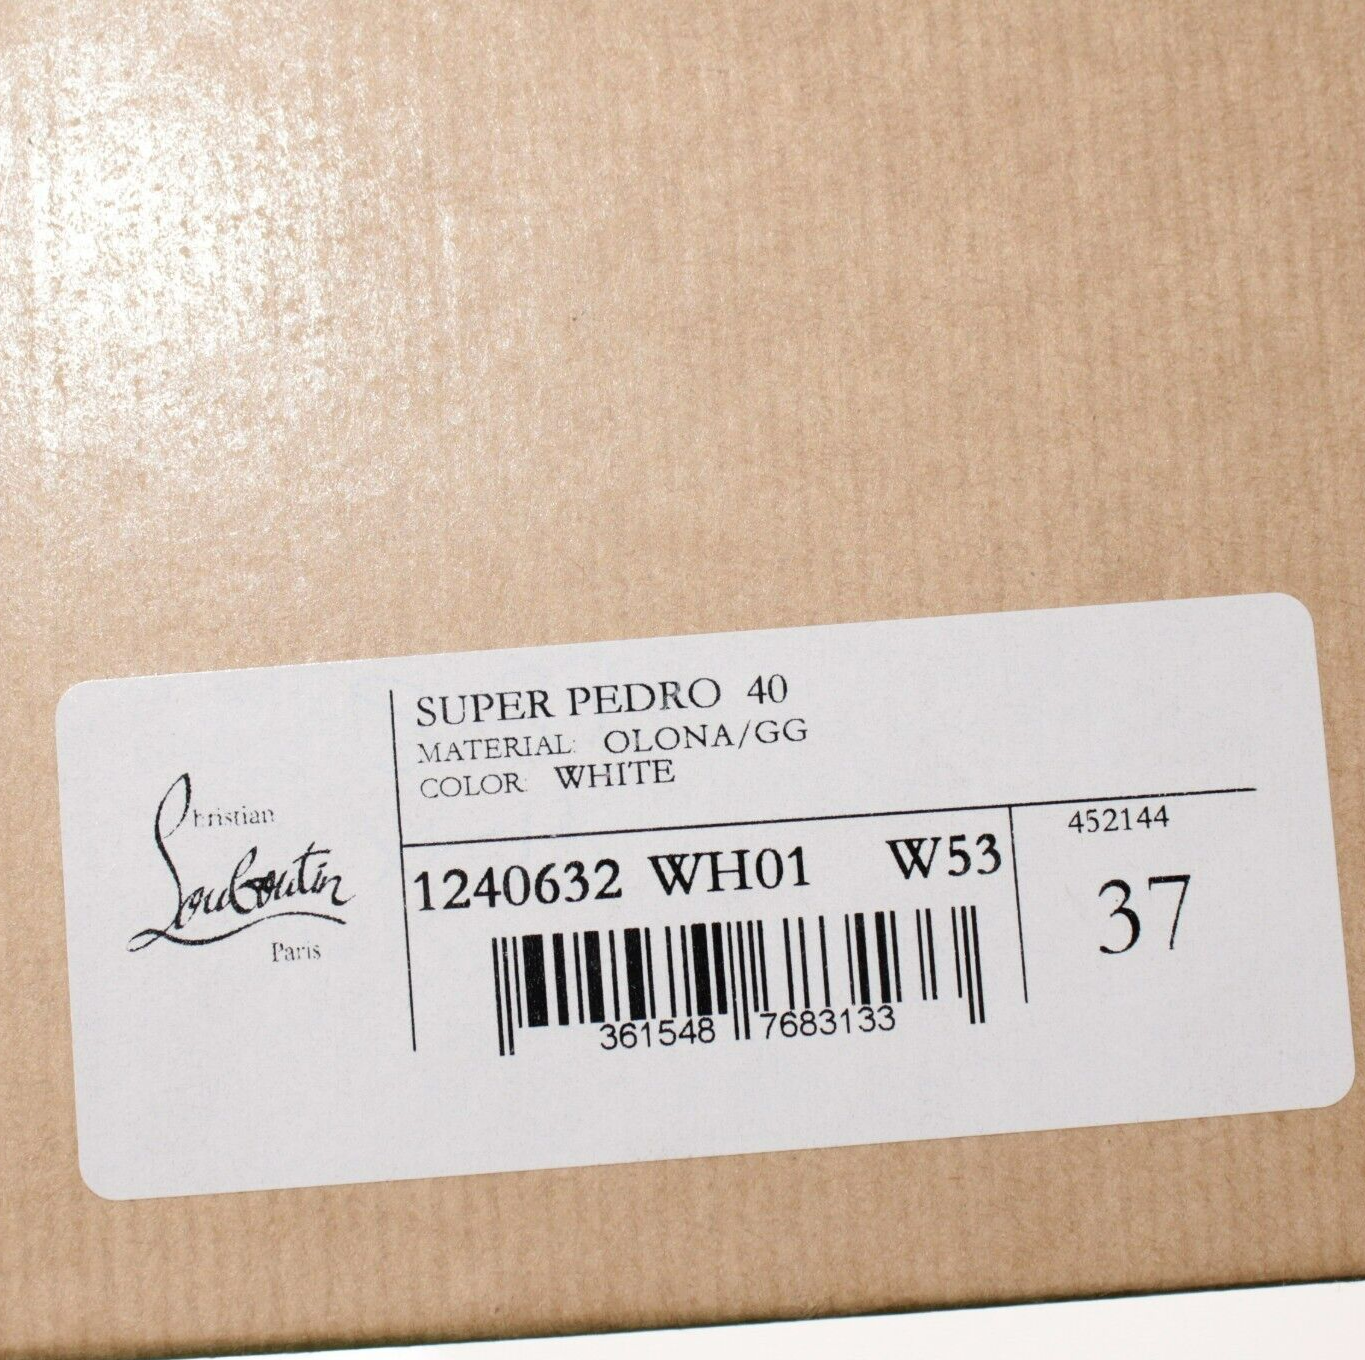 Christian
Louboutin
Paris
SUPER PEDRO 40
MATERIAL: OLONA/GG
COLOR: WHITE
1240632 WH01 W53
361548 7683133
452144
37